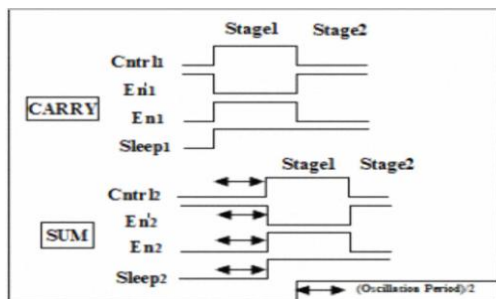 Stage1 Stage2
Cntrl1
En'1
CARRY
En1
Sleep1
Stage1 Stage2
Cntrl2
En'2
SUM
En2
Sleep2
(Oscillation Period)/2